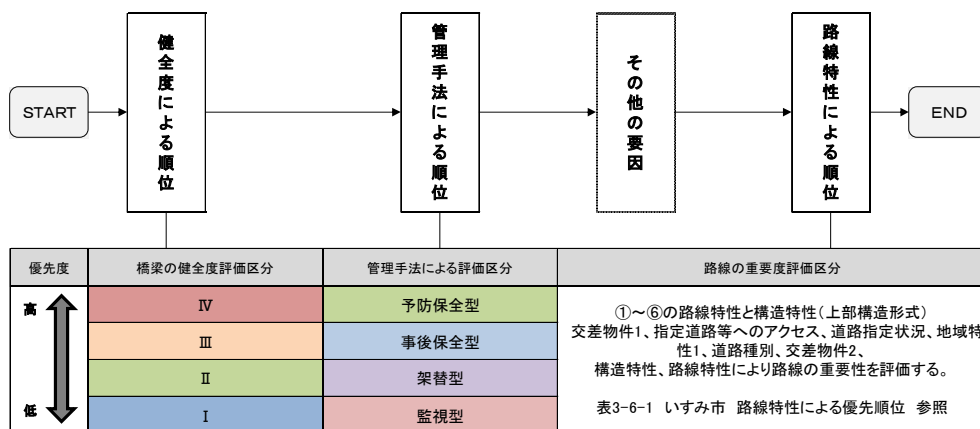 START
健全度による順位
管理手法による順位
その他の要因
路線特性による順位
END
優先度
橋梁の健全度評価区分
管理手法による評価区分
路線の重要度評価区分
高
低
Ⅳ
予防保全型
Ⅲ
事後保全型
Ⅱ
架替型
Ⅰ
監視型
①～⑥の路線特性と構造特性(上部構造形式)
交差物件1、指定道路等へのアクセス、道路指定状況、地域特
性1、道路種別、交差物件2、
構造特性、路線特性により路線の重要性を評価する。
表3-6-1 いすみ市 路線特性による優先順位 参照